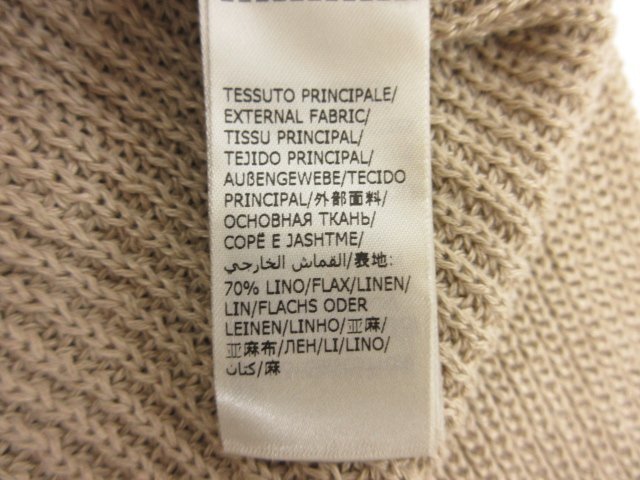 TESSUTO PRINCIPALE/
EXTERNAL FABRIC/
TISSU PRINCIPAL/
TEJIDO PRINCIPAL/
AUßENGEWEBE/TECIDO
PRINCIPAL/外部面料/
ОСНОВНАЯ ТКАНЬ/
COPË E JASHTME/
القماش الخارجي/表地:
70% LINO/FLAX/LINEN/
LIN/FLACHS ODER
LEINEN/LINHO/亚麻/
亚麻布/ЛЕН/LI/LINO/
كتان/麻